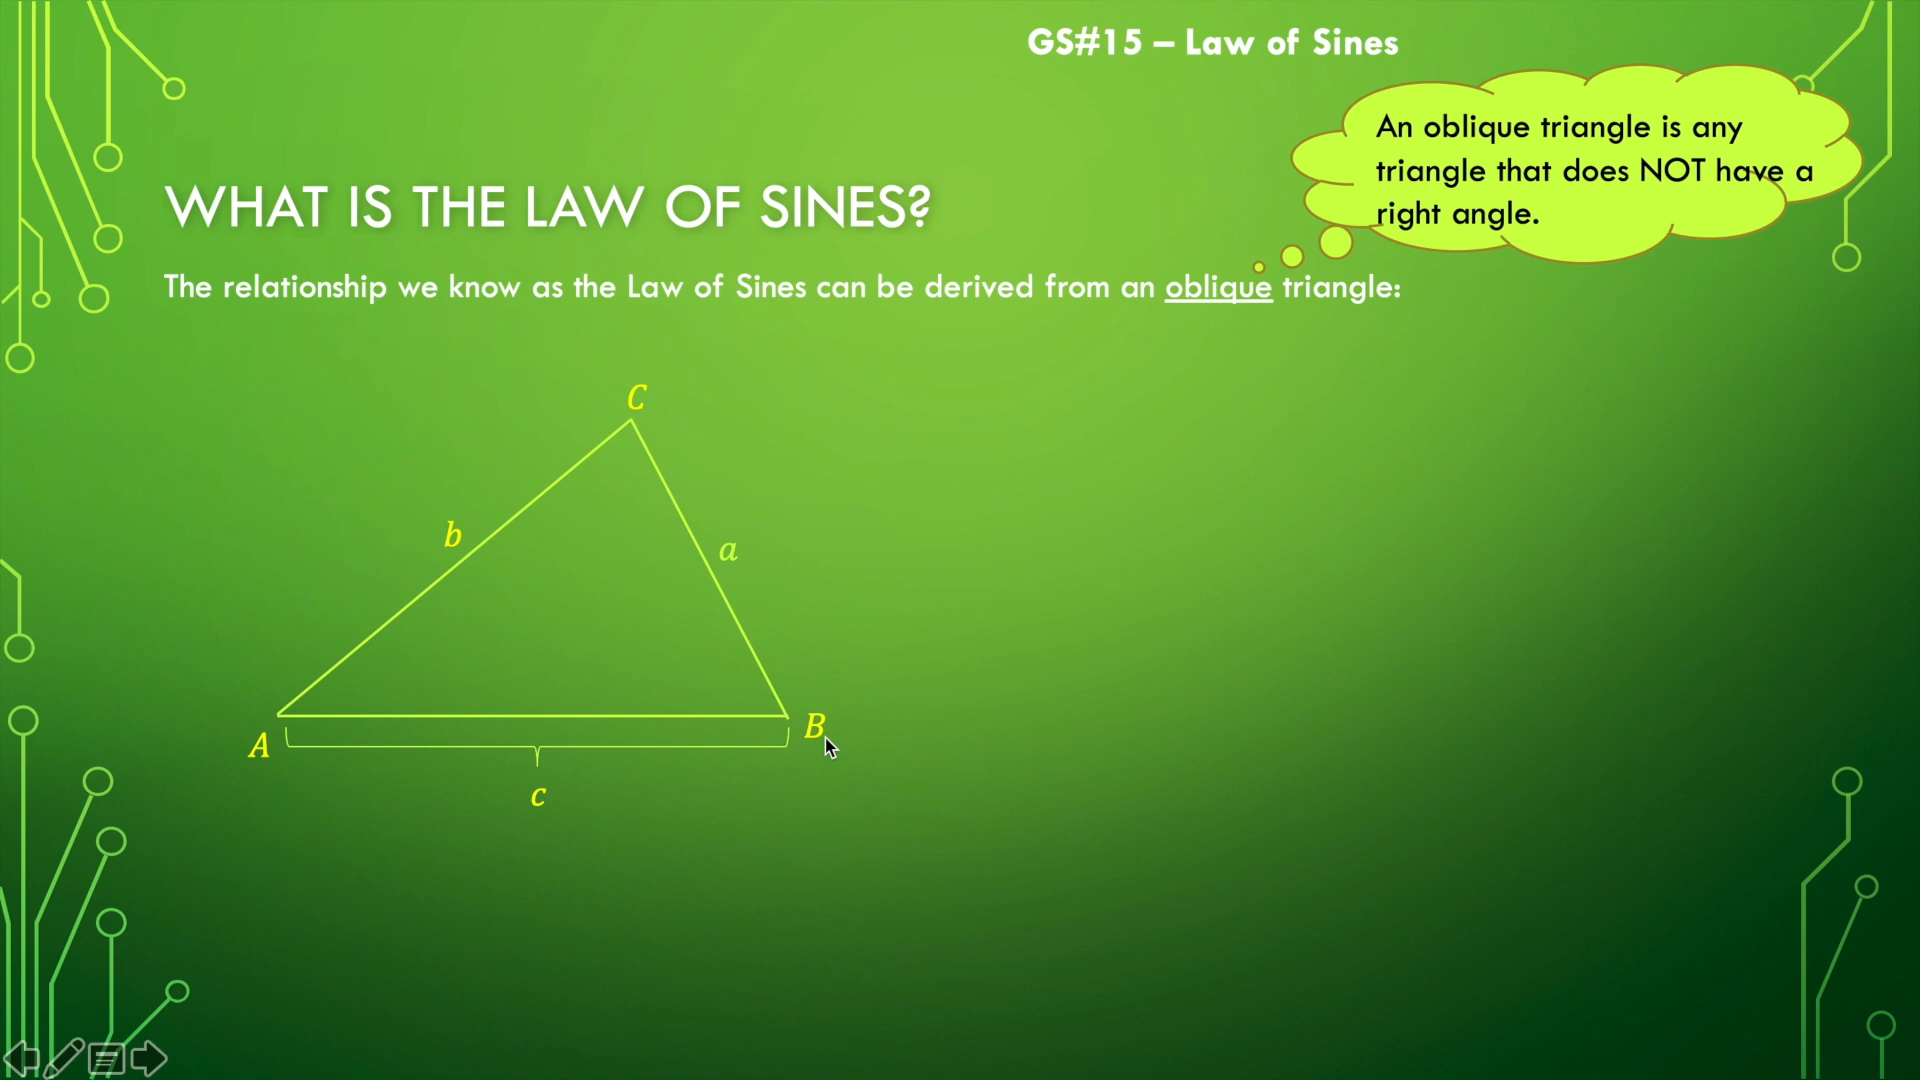 GS#15 – Law of Sines
An oblique triangle is any
triangle that does NOT have a
right angle.
WHAT IS THE LAW OF SINES?
The relationship we know as the Law of Sines can be derived from an oblique triangle:
C
b
a
A
B
c